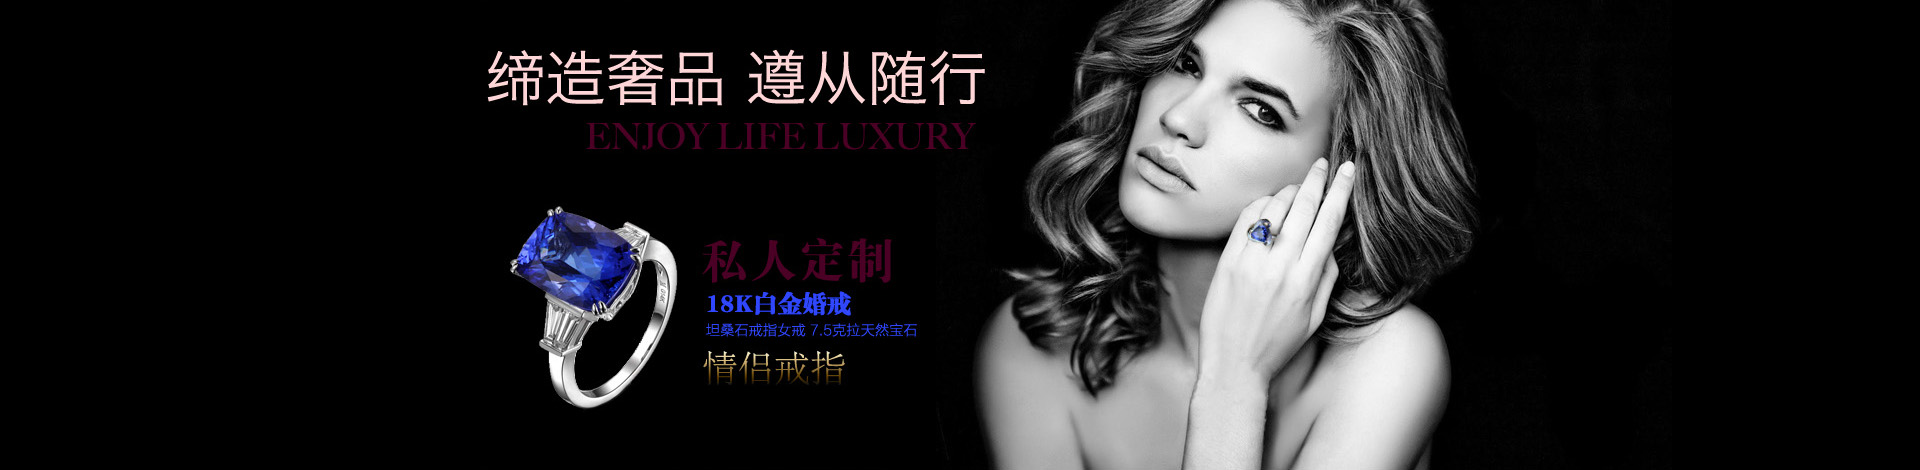 缔造奢品 遵从随行
ENJOY LIFE LUXURY
私人定制
18K白金婚戒
坦桑石戒指女戒 7.5克拉天然宝石
情侣戒指